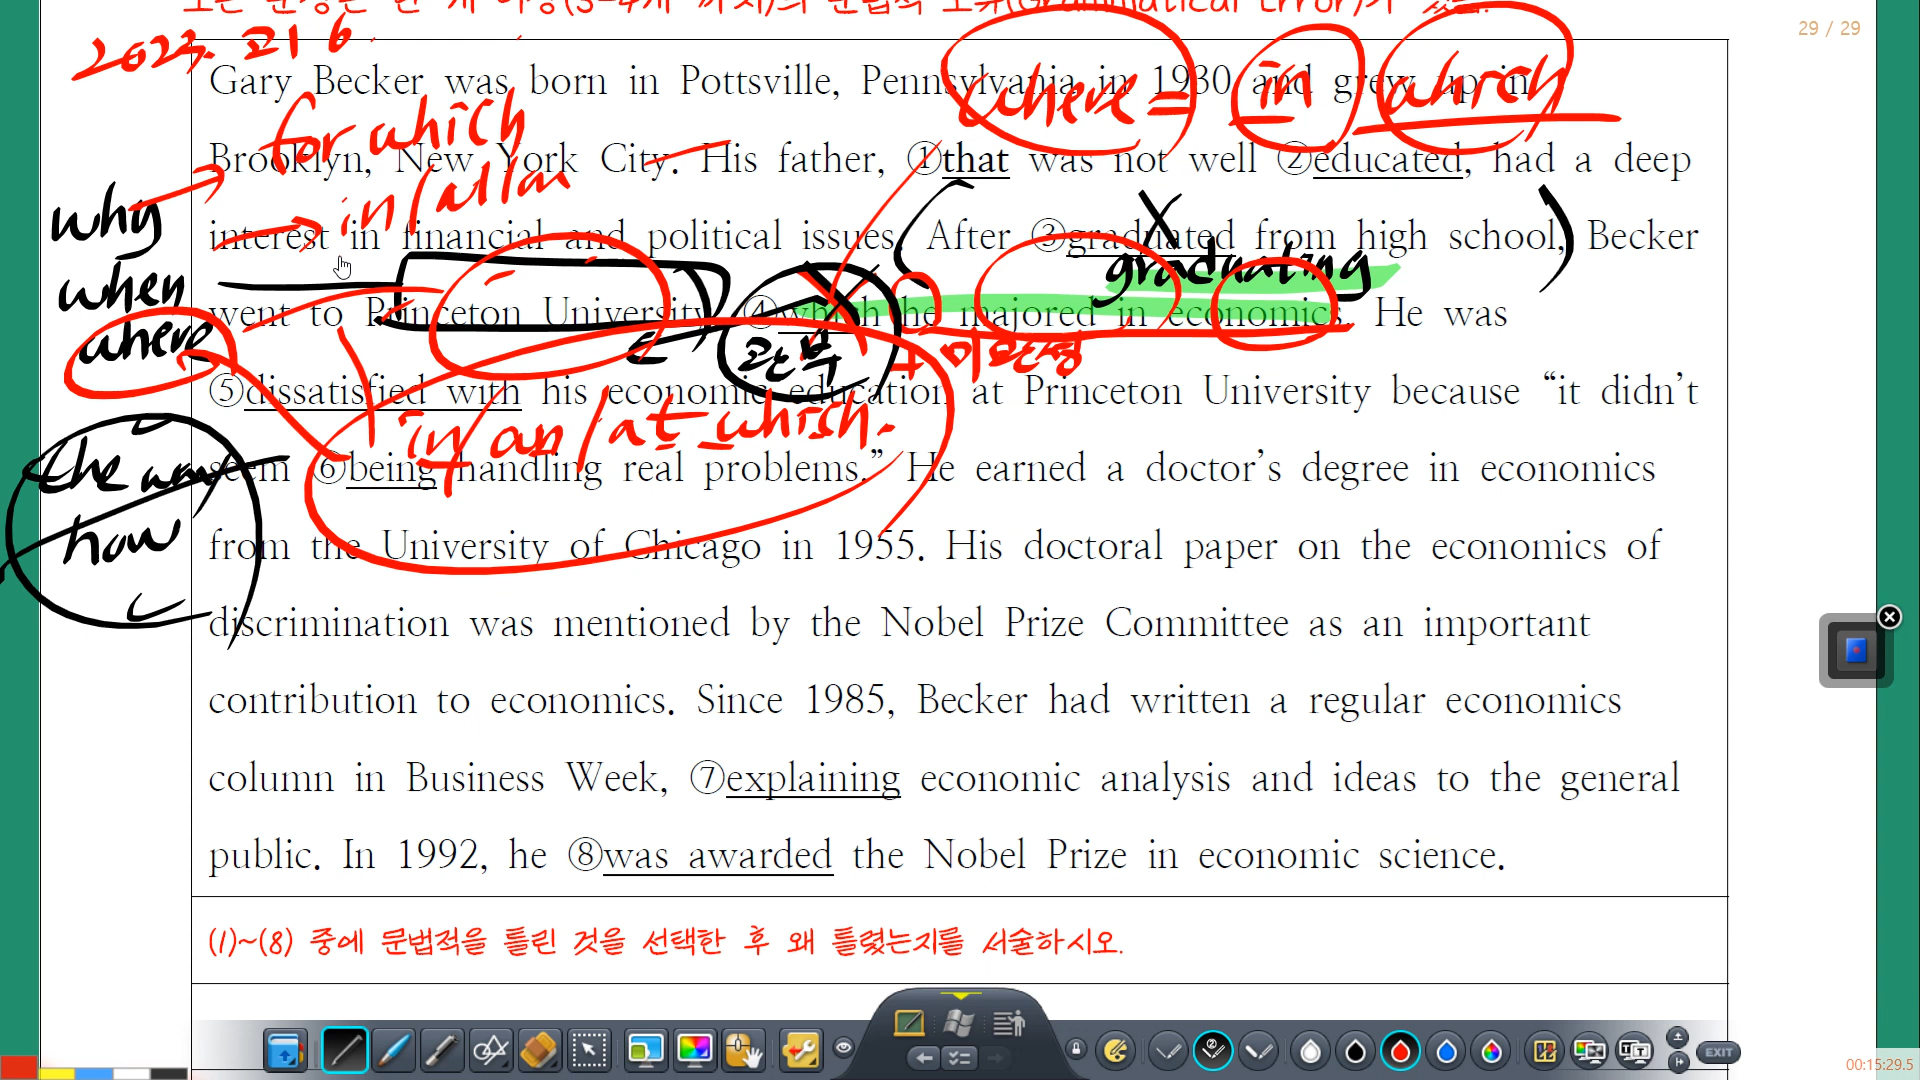 29 / 29
2023. 고1 6.
Gary Becker was born in Pottsville, Pennsylvania in 1930 and grew up in
where = in which
for which
Brooklyn, New York City. His father, ①that was not well ②educated, had a deep
why
interest in financial and political issues. After ③graduated from high school, Becker
graduating
when
went to Princeton University, ④which he majored in economics. He was
where
관부
+ 미완성
⑤dissatisfied with his economic education at Princeton University because “it didn’t
in an/at which.
the way
seem ⑥being handling real problems.” He earned a doctor’s degree in economics
how
from the University of Chicago in 1955. His doctoral paper on the economics of
discrimination was mentioned by the Nobel Prize Committee as an important
contribution to economics. Since 1985, Becker had written a regular economics
column in Business Week, ⑦explaining economic analysis and ideas to the general
public. In 1992, he ⑧was awarded the Nobel Prize in economic science.
(1)~(8) 중에 문법적을 틀린 것을 선택한 후 왜 틀렸는지를 서술하시오.
EXIT
00:15:29.5